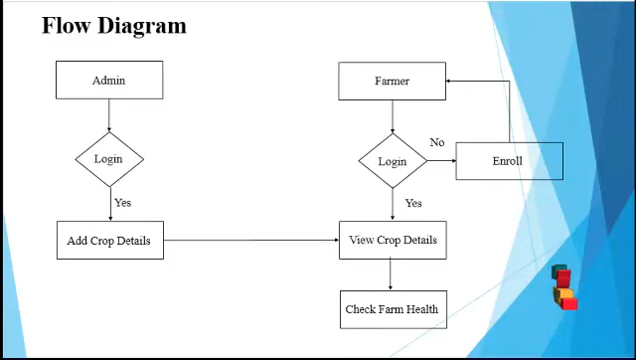 Flow Diagram
Admin
Farmer
Login
Login
No
Enroll
Yes
Yes
Add Crop Details
View Crop Details
Check Farm Health